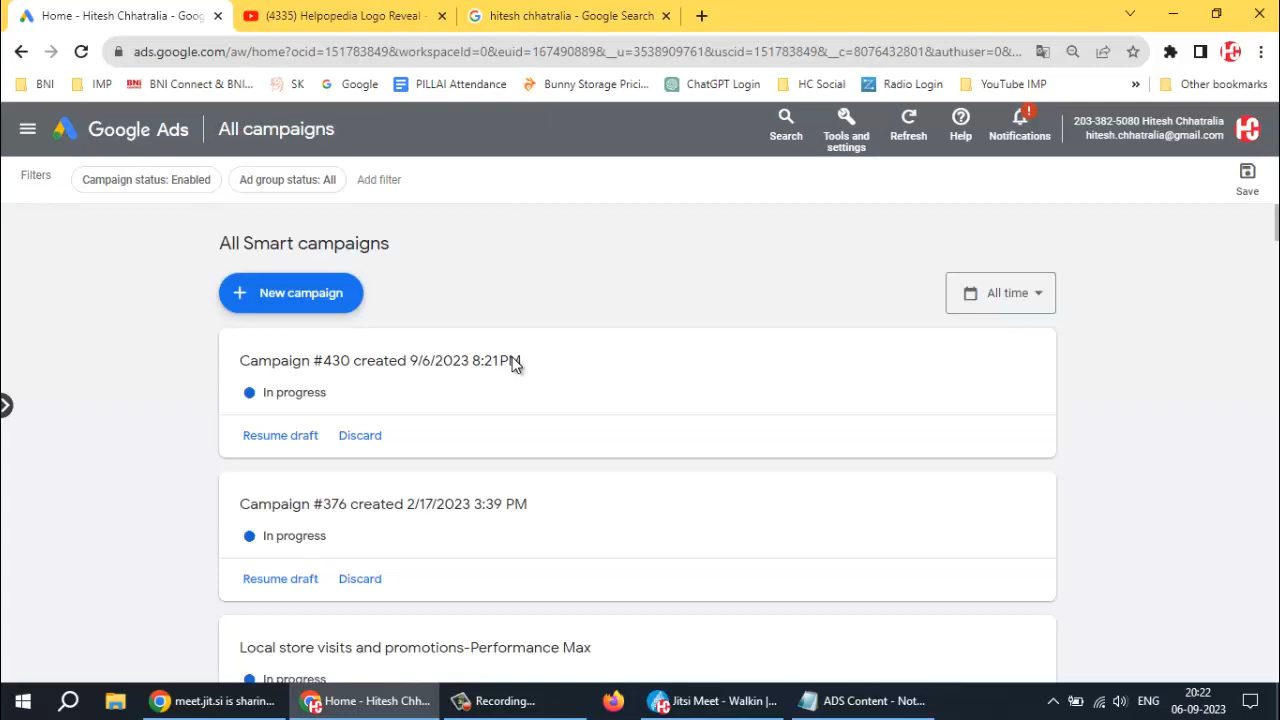 Home - Hitesh Chhatralia - Goog
(4335) Helpopedia Logo Reveal -
hitesh chhatralia - Google Search
ads.google.com/aw/home?ocid=151783849&workspaceId=0&euid=167490889&__u=3538909761&uscid=151783849&__c=8076432801&authuser=0&...
BNI
IMP
BNI Connect & BNI...
SK
Google
PILLAI Attendance
Bunny Storage Prici...
ChatGPT Login
HC Social
Radio Login
YouTube IMP
»
Other bookmarks
Google Ads
All campaigns
Search
Tools and settings
Refresh
Help
Notifications
203-382-5080 Hitesh Chhatralia
hitesh.chhatralia@gmail.com
Filters
Campaign status: Enabled
Ad group status: All
Add filter
Save
All Smart campaigns
+ New campaign
All time
Campaign #430 created 9/6/2023 8:21PM
In progress
Resume draft
Discard
Campaign #376 created 2/17/2023 3:39 PM
In progress
Resume draft
Discard
Local store visits and promotions-Performance Max
In progress
meet.jit.si is sharin...
Home - Hitesh Chh...
Recording...
Jitsi Meet - Walkin |...
ADS Content - Not...
ENG
20:22
06-09-2023